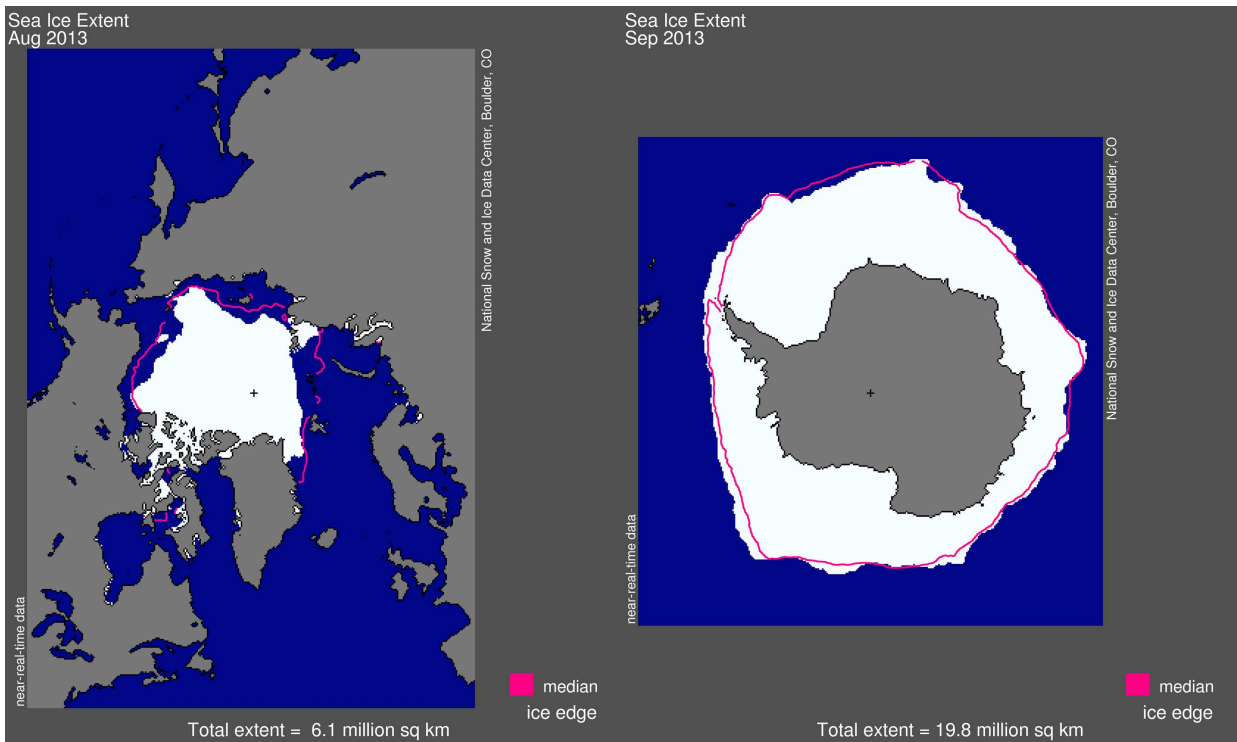 Sea Ice Extent
Aug 2013
National Snow and Ice Data Center, Boulder, CO
near-real-time data
median
ice edge
Total extent =  6.1 million sq km
Sea Ice Extent
Sep 2013
National Snow and Ice Data Center, Boulder, CO
near-real-time data
median
ice edge
Total extent = 19.8 million sq km